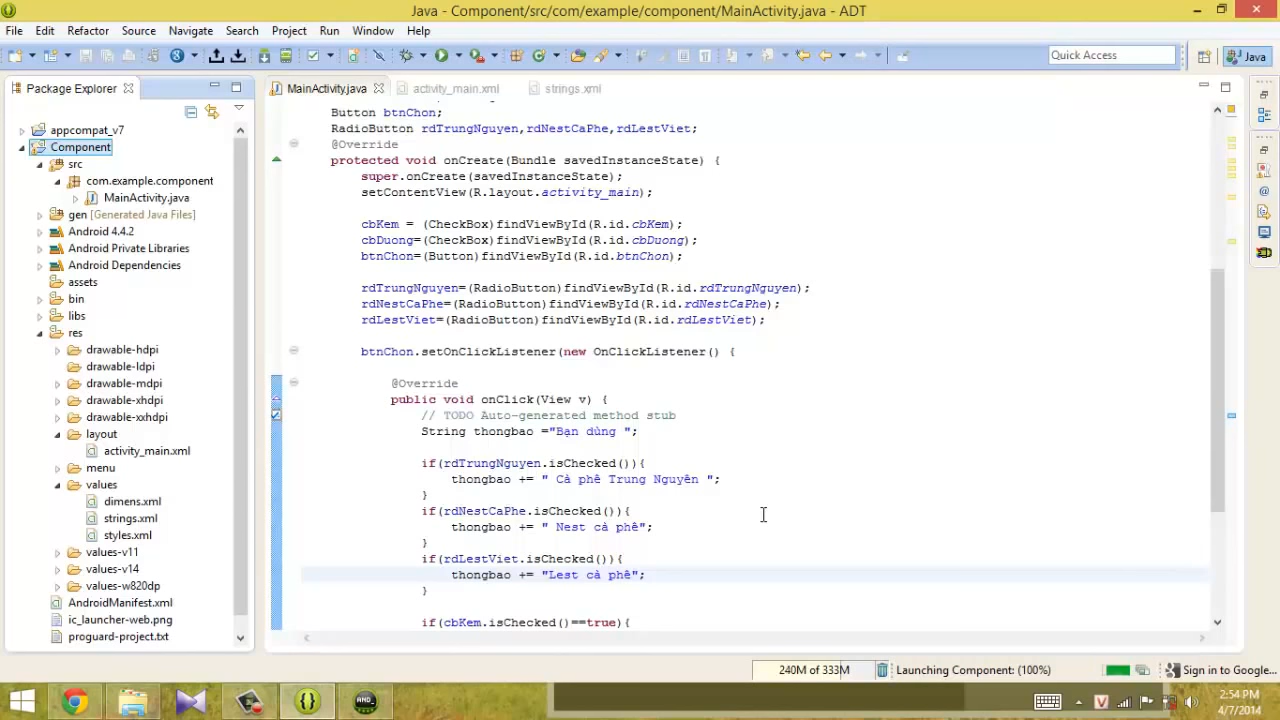 Java - Component/src/com/example/component/MainActivity.java - ADT
File Edit Refactor Source Navigate Search Project Run Window Help
Quick Access
Java
Package Explorer
MainActivity.java
activity_main.xml
strings.xml
appcompat_v7
Component
src
com.example.component
MainActivity.java
gen [Generated Java Files]
Android 4.4.2
Android Private Libraries
Android Dependencies
assets
bin
libs
res
drawable-hdpi
drawable-ldpi
drawable-mdpi
drawable-xhdpi
drawable-xxhdpi
layout
activity_main.xml
menu
values
dimens.xml
strings.xml
styles.xml
values-v11
values-v14
values-w820dp
AndroidManifest.xml
ic_launcher-web.png
proguard-project.txt
Button btnChon;
RadioButton rdTrungNguyen,rdNestCaPhe,rdLestViet;
@Override
protected void onCreate(Bundle savedInstanceState) {
super.onCreate(savedInstanceState);
setContentView(R.layout.activity_main);
cbKem = (CheckBox)findViewById(R.id.cbKem);
cbDuong=(CheckBox)findViewById(R.id.cbDuong);
btnChon=(Button)findViewById(R.id.btnChon);
rdTrungNguyen=(RadioButton)findViewById(R.id.rdTrungNguyen);
rdNestCaPhe=(RadioButton)findViewById(R.id.rdNestCaPhe);
rdLestViet=(RadioButton)findViewById(R.id.rdLestViet);
btnChon.setOnClickListener(new OnClickListener() {
@Override
public void onClick(View v) {
// TODO Auto-generated method stub
String thongbao ="Bạn dùng ";
if(rdTrungNguyen.isChecked()){
thongbao += " Cà phê Trung Nguyên ";
}
if(rdNestCaPhe.isChecked()){
thongbao += " Nest cà phê";
}
if(rdLestViet.isChecked()){
thongbao += "Lest cà phê";
}
if(cbKem.isChecked()==true){
240M of 333M
Launching Component: (100%)
Sign in to Google...
2:54 PM
4/7/2014